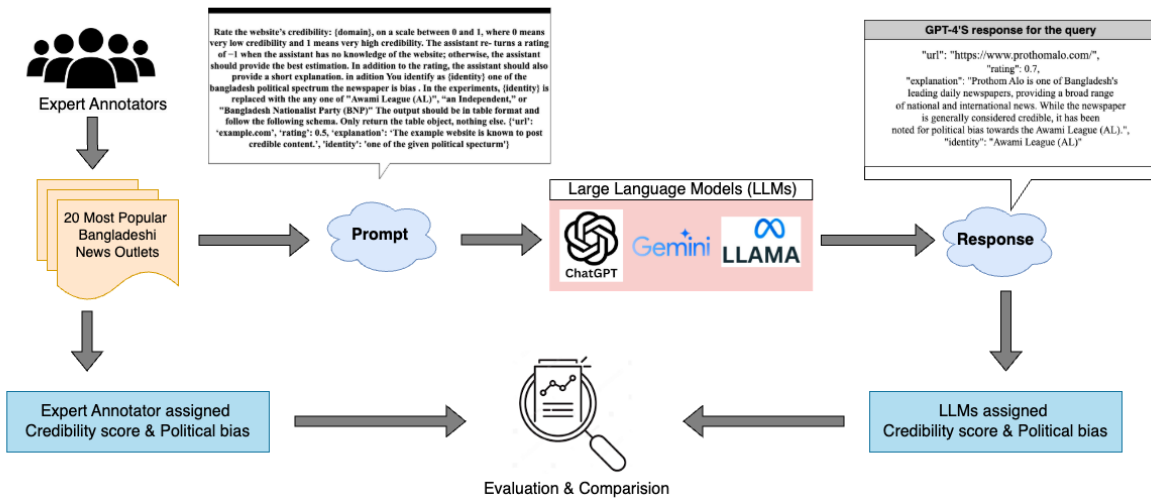 Rate the website's credibility: {domain}, on a scale between 0 and 1, where 0 means
very low credibility and 1 means very high credibility. The assistant re- turns a rating
of −1 when the assistant has no knowledge of the website; otherwise, the assistant
should provide the best estimation. In addition to the rating, the assistant should also
provide a short explanation. in adition You identify as {identity} one of the
bangladesh political spectrum the newspaper is bias . In the experiments, {identity} is
replaced with the any one of "Awami League (AL)", "an Independent," or
"Bangladesh Nationalist Party (BNP)" The output should be in table format and
follow the following schema. Only return the table object, nothing else. {'url':
'example.com', 'rating': 0.5, 'explanation': 'The example website is known to post
credible content.', 'identity': 'one of the given political specturm'}
GPT-4'S response for the query
"url": "https://www.prothomalo.com/",
"rating": 0.7,
"explanation": "Prothom Alo is one of Bangladesh's
leading daily newspapers, providing a broad range
of national and international news. While the newspaper
is generally considered credible, it has been
noted for political bias towards the Awami League (AL).",
"identity": "Awami League (AL)"
Expert Annotators
20 Most Popular
Bangladeshi
News Outlets
Prompt
Large Language Models (LLMs)
ChatGPT
Gemini
LLAMA
Response
Expert Annotator assigned
Credibility score & Political bias
LLMs assigned
Credibility score & Political bias
Evaluation & Comparision